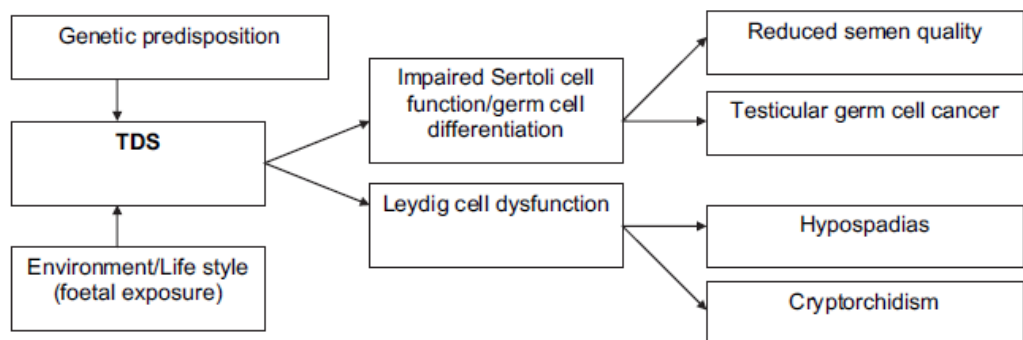 Genetic predisposition
TDS
Environment/Life style
(foetal exposure)
Impaired Sertoli cell
function/germ cell
differentiation
Leydig cell dysfunction
Reduced semen quality
Testicular germ cell cancer
Hypospadias
Cryptorchidism